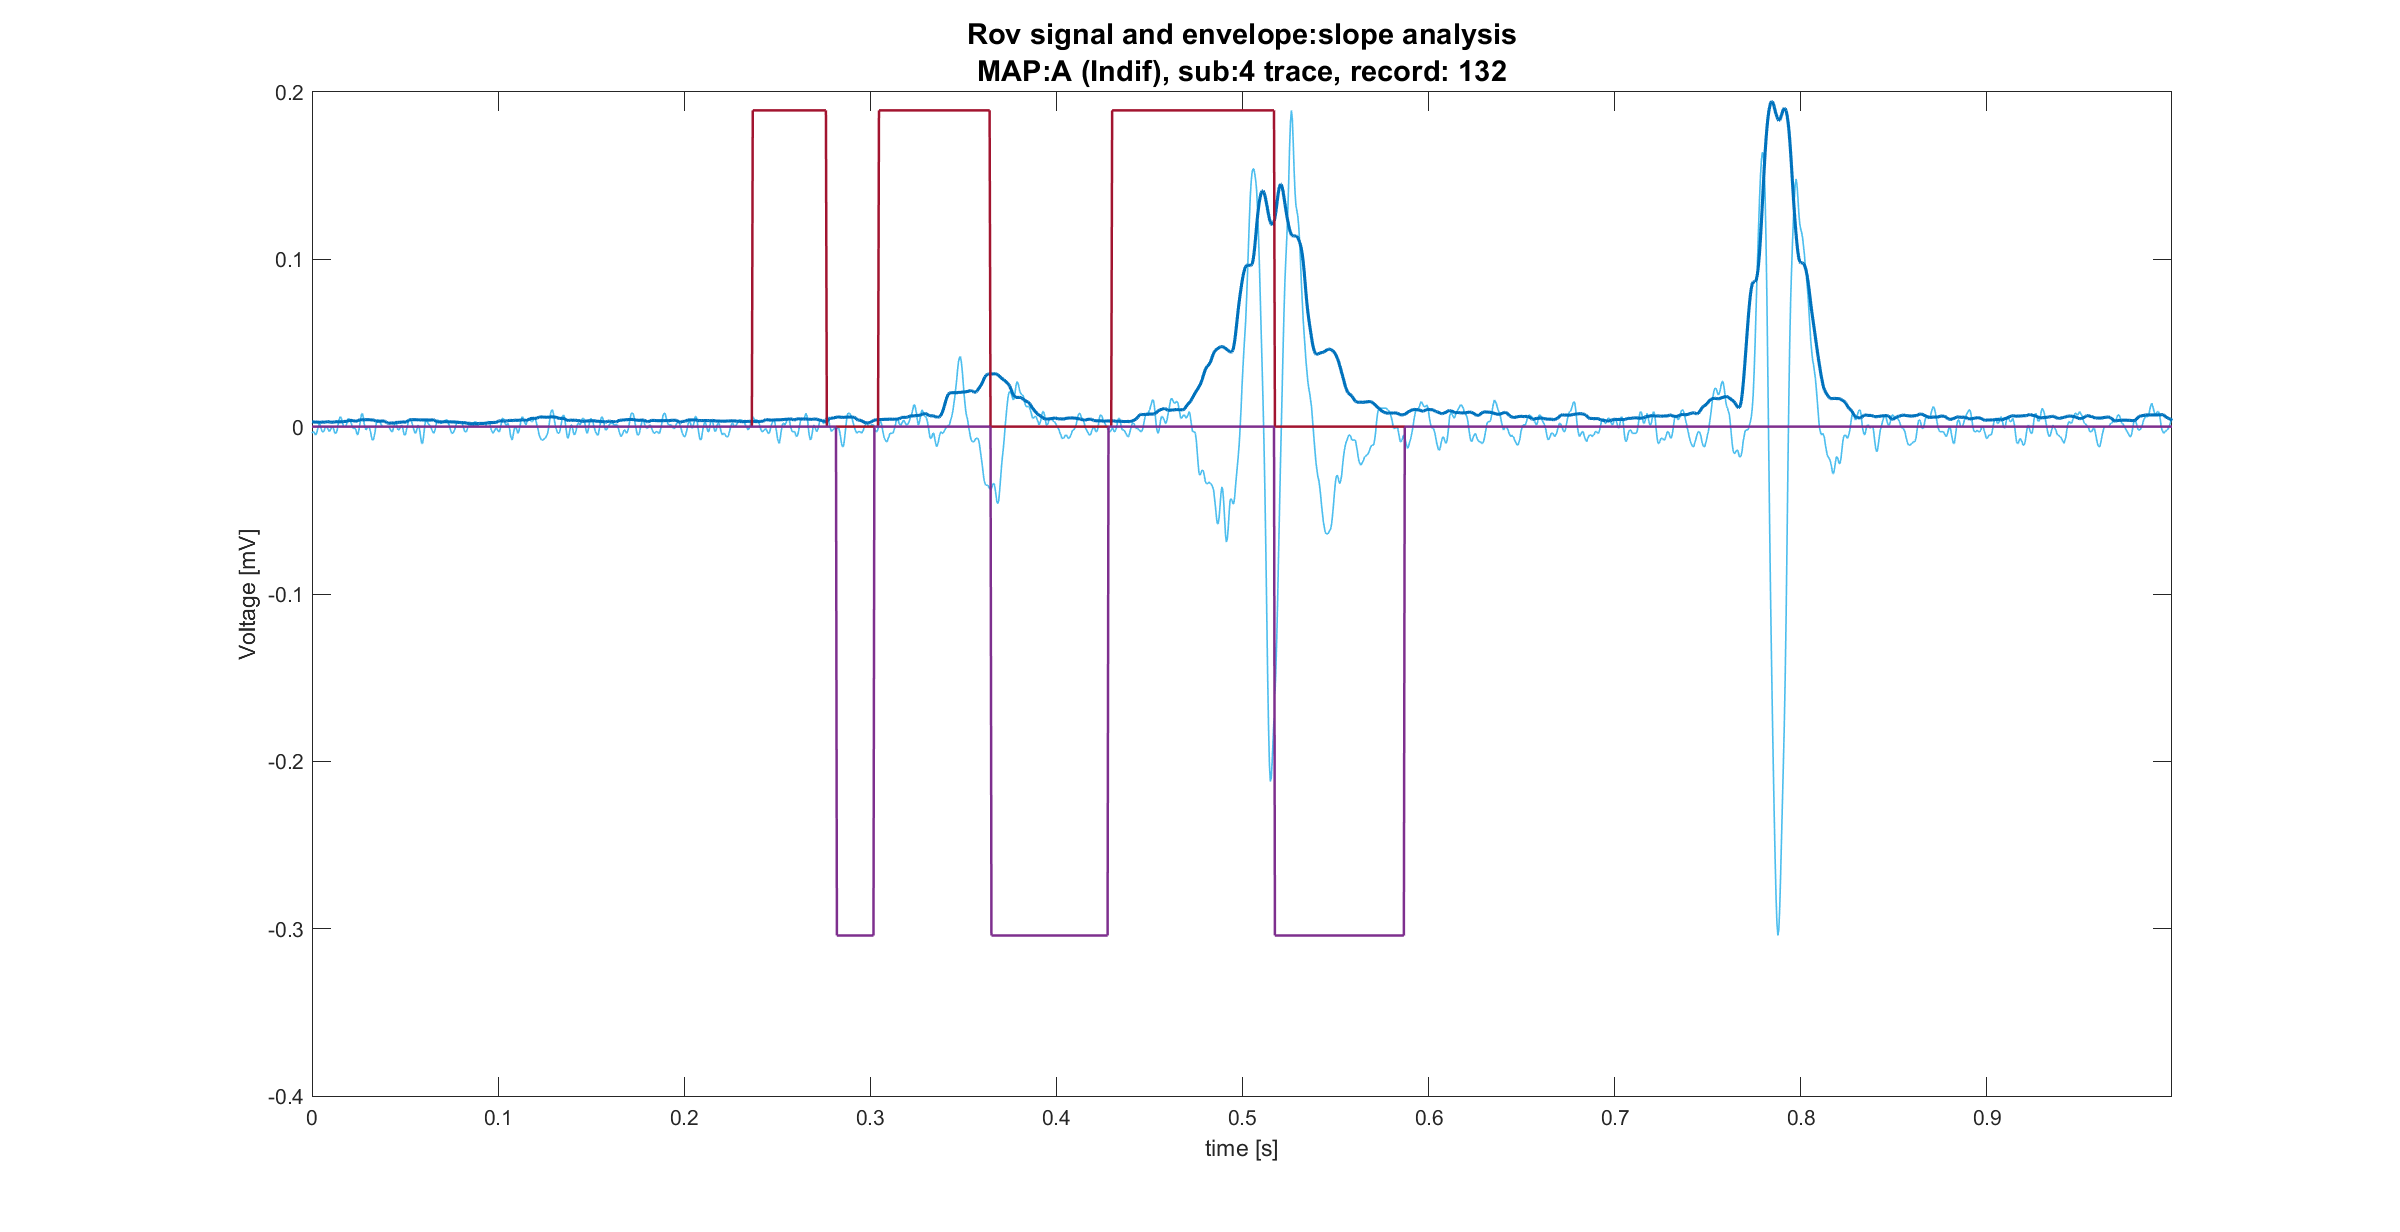 Rov signal and envelope:slope analysis
MAP:A (Indif), sub:4 trace, record: 132
0.2
0.1
0
-0.1
-0.2
-0.3
-0.4
Voltage [mV]
0 0.1 0.2 0.3 0.4 0.5 0.6 0.7 0.8 0.9
time [s]